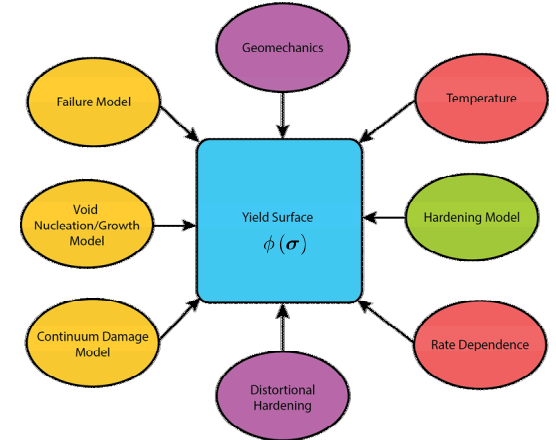 Geomechanics
Failure Model
Temperature
Void
Nucleation/Growth
Model
Yield Surface
ϕ (σ)
Hardening Model
Continuum Damage
Model
Rate Dependence
Distortional
Hardening